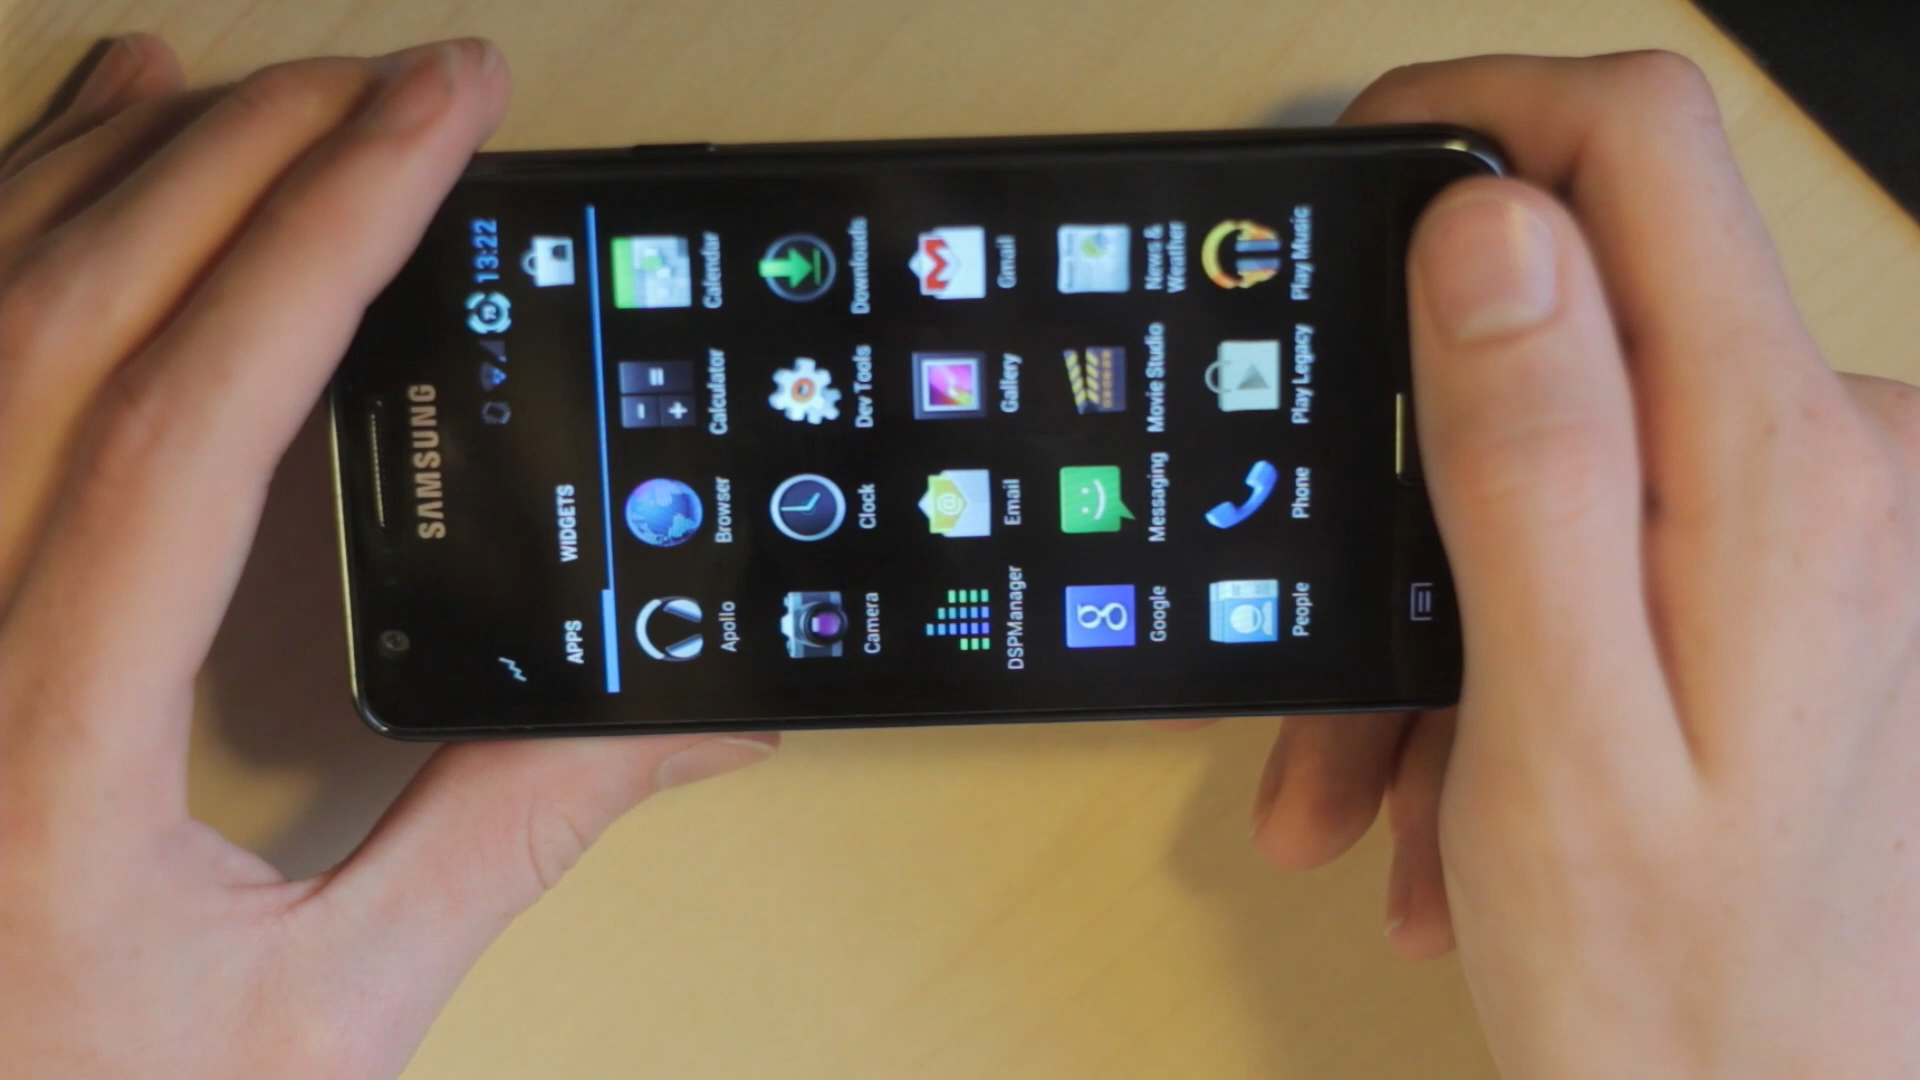 SAMSUNG
13:22
APPS WIDGETS
Apollo Browser Calculator Calendar
Camera Clock Dev Tools Downloads
DSPManager Email Gallery Gmail
Google Messaging Movie Studio News &
Weather
People Phone Play Legacy Play Music